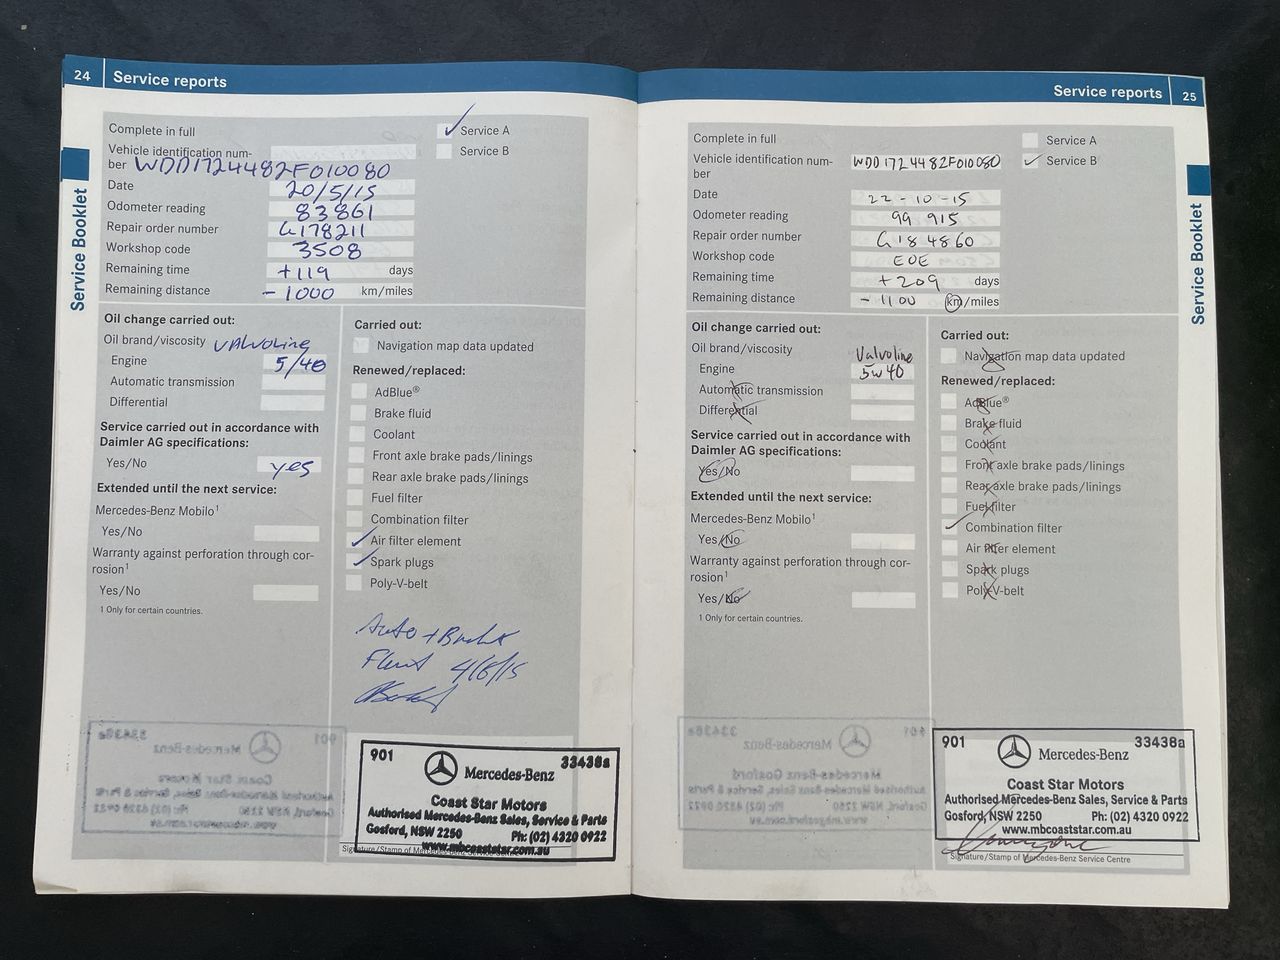 24 Service reports
Service Booklet
Complete in full
Service A
Vehicle identification num-
ber WDD1724482F010080
Service B
Date 20/5/15
Odometer reading 83861
Repair order number G178211
Workshop code 3508
Remaining time +119 days
Remaining distance - 1000 km/miles
Oil change carried out:
Oil brand/viscosity VALVOLINE
Engine 5/40
Automatic transmission
Differential
Service carried out in accordance with
Daimler AG specifications:
Yes/No yes
Extended until the next service:
Mercedes-Benz Mobilo1
Yes/No
Warranty against perforation through cor-
rosion1
Yes/No
1 Only for certain countries.
Carried out:
Navigation map data updated
Renewed/replaced:
AdBlue®
Brake fluid
Coolant
Front axle brake pads/linings
Rear axle brake pads/linings
Fuel filter
Combination filter
Air filter element
Spark plugs
Poly-V-belt
Auto +
4/6/15
901 33438a
Mercedes-Benz
Coast Star Motors
Authorised Mercedes-Benz Sales, Service & Parts
Gosford, NSW 2250 Ph: (02) 4320 0922
www.mbcoaststar.com.au
Signature/Stamp of Mercedes-Benz Service Centre
Service reports 25
Service Booklet
Complete in full
Service A
Vehicle identification num-
ber WDD1724482F010080
Service B
Date 22-10-15
Odometer reading 99 915
Repair order number G184860
Workshop code EOE
Remaining time +209 days
Remaining distance - 1100 km/miles
Oil change carried out:
Oil brand/viscosity Valvoline
Engine 5w40
Automatic transmission
Differential
Service carried out in accordance with
Daimler AG specifications:
Yes/No
Extended until the next service:
Mercedes-Benz Mobilo1
Yes/No
Warranty against perforation through cor-
rosion1
Yes/No
1 Only for certain countries.
Carried out:
Navigation map data updated
Renewed/replaced:
AdBlue®
Brake fluid
Coolant
Front axle brake pads/linings
Rear axle brake pads/linings
Fuel filter
Combination filter
Air filter element
Spark plugs
Poly-V-belt
901 33438a
Mercedes-Benz
Coast Star Motors
Authorised Mercedes-Benz Sales, Service & Parts
Gosford, NSW 2250 Ph: (02) 4320 0922
www.mbcoaststar.com.au
Signature/Stamp of Mercedes-Benz Service Centre